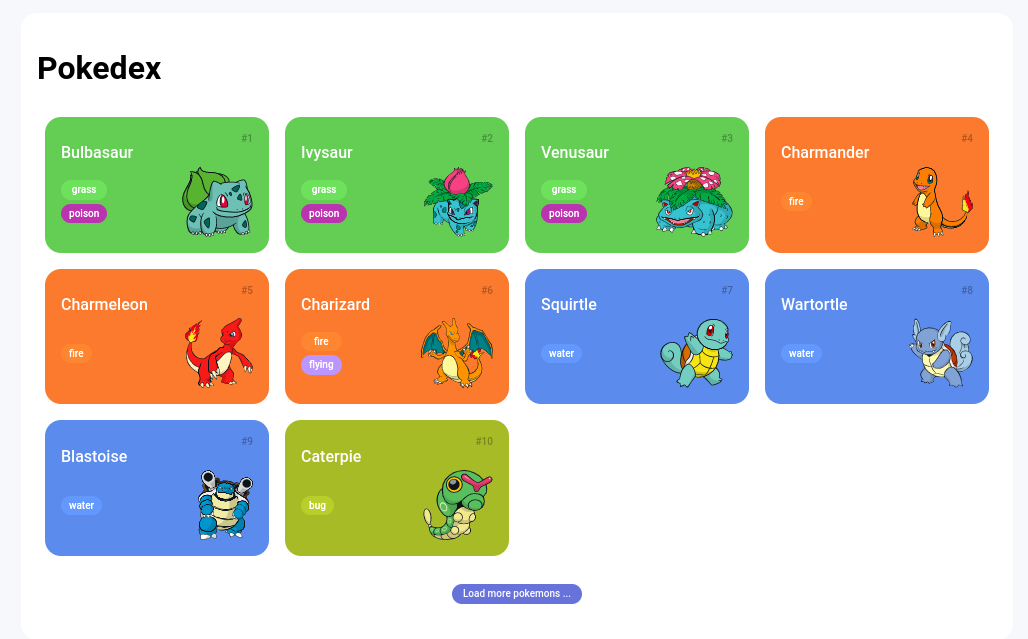 Pokedex
#1
Bulbasaur
grass
poison
#2
Ivysaur
grass
poison
#3
Venusaur
grass
poison
#4
Charmander
fire
#5
Charmeleon
fire
#6
Charizard
fire
flying
#7
Squirtle
water
#8
Wartortle
water
#9
Blastoise
water
#10
Caterpie
bug
Load more pokemons ...